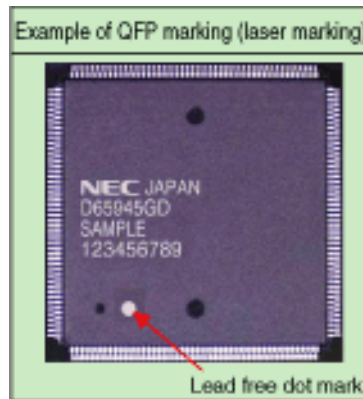 Example of QFP marking (laser marking)
NEC JAPAN
D65945GD
SAMPLE
123456789
Lead free dot mark